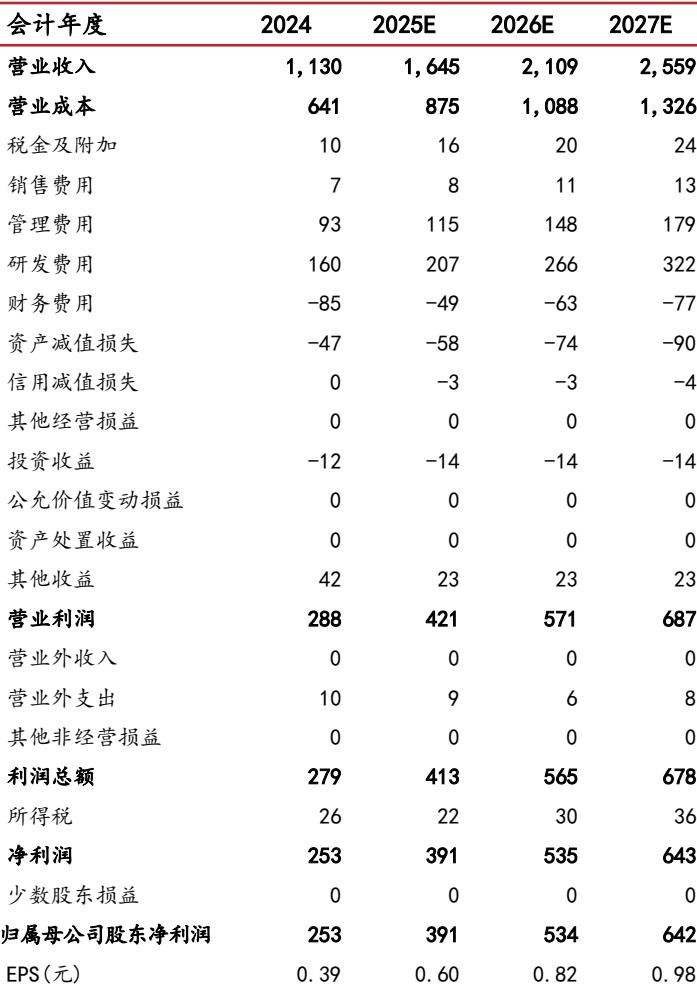 会计年度 2024 2025E 2026E 2027E
营业收入 1,130 1,645 2,109 2,559
营业成本 641 875 1,088 1,326
税金及附加 10 16 20 24
销售费用 7 8 11 13
管理费用 93 115 148 179
研发费用 160 207 266 322
财务费用 -85 -49 -63 -77
资产减值损失 -47 -58 -74 -90
信用减值损失 0 -3 -3 -4
其他经营损益 0 0 0 0
投资收益 -12 -14 -14 -14
公允价值变动损益 0 0 0 0
资产处置收益 0 0 0 0
其他收益 42 23 23 23
营业利润 288 421 571 687
营业外收入 0 0 0 0
营业外支出 10 9 6 8
其他非经营损益 0 0 0 0
利润总额 279 413 565 678
所得税 26 22 30 36
净利润 253 391 535 643
少数股东损益 0 0 0 0
归属母公司股东净利润 253 391 534 642
EPS(元) 0.39 0.60 0.82 0.98